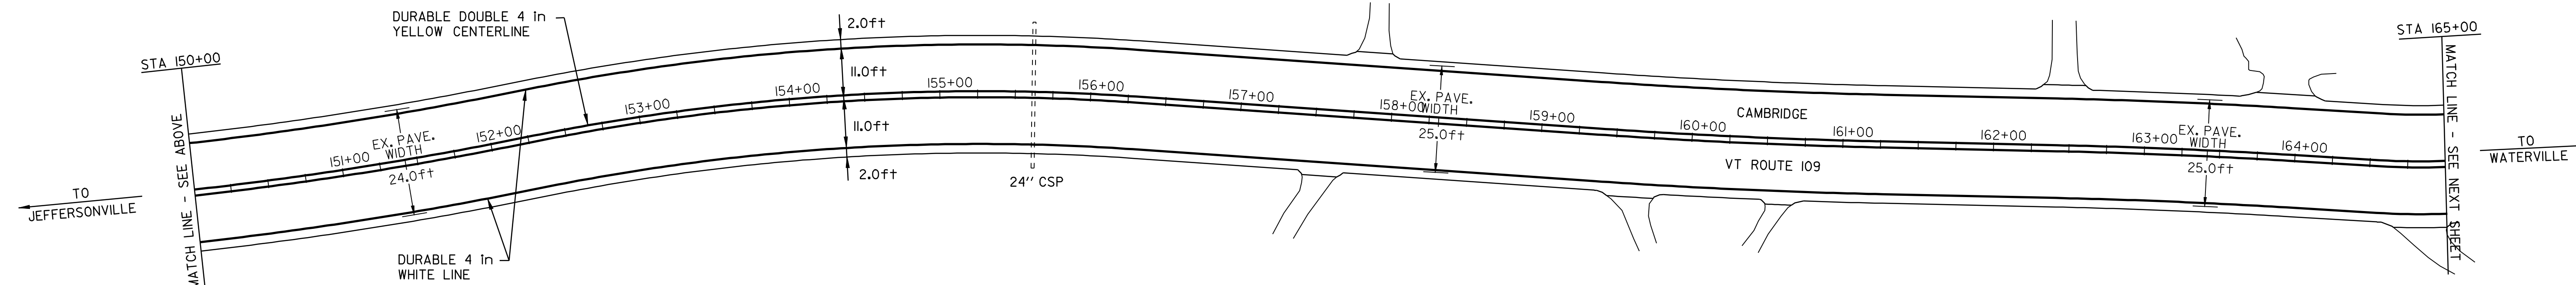 DURABLE DOUBLE 4 in
YELLOW CENTERLINE
2.0ft
STA 150+00
STA 165+00
11.0ft
11.0ft
2.0ft
151+00
152+00
153+00
154+00
155+00
156+00
157+00
158+00
159+00
160+00
161+00
162+00
163+00
164+00
EX. PAVE.
WIDTH
24.0ft
EX. PAVE.
WIDTH
25.0ft
EX. PAVE.
WIDTH
25.0ft
CAMBRIDGE
VT ROUTE 109
24" CSP
TO
JEFFERSONVILLE
TO
WATERVILLE
MATCH LINE - SEE ABOVE
MATCH LINE - SEE NEXT SHEET
DURABLE 4 in
WHITE LINE